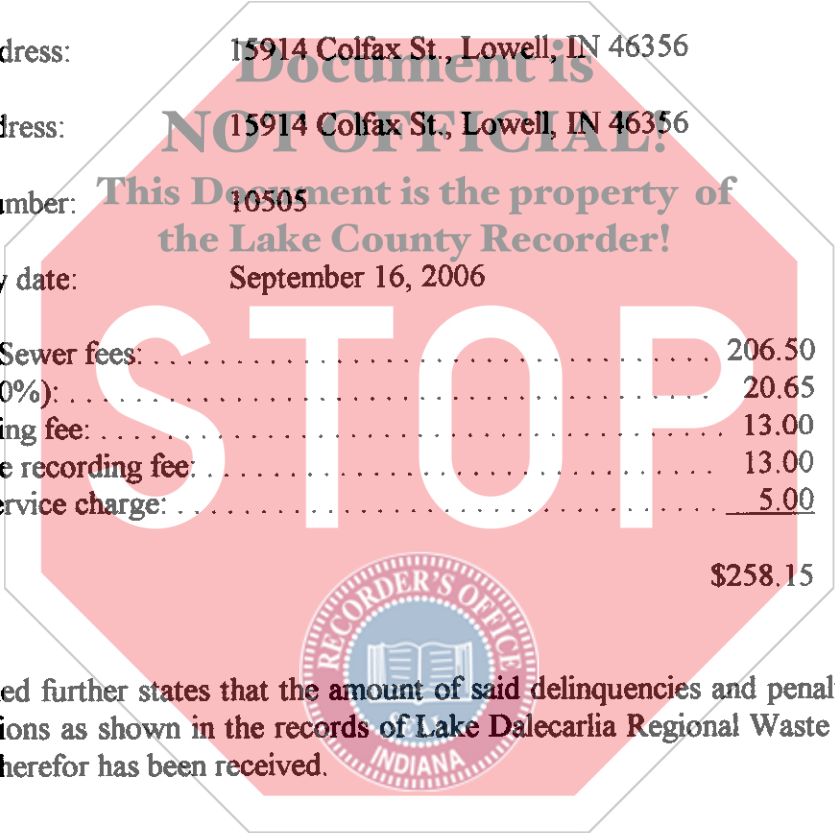 dress: 15914 Colfax St., Lowell, IN 46356
Document is
dress: 15914 Colfax St., Lowell, IN 46356
NOT OFFICIAL!
This Document is the property of
umber: 10505
the Lake County Recorder!
y date: September 16, 2006
STOP
Sewer fees: 206.50
0%): 20.65
ing fee: 13.00
e recording fee: 13.00
ervice charge: 5.00
$258.15
RECORDER'S OFFICE
ed further states that the amount of said delinquencies and penal
SEAL
ions as shown in the records of Lake Dalecarlia Regional Waste
INDIANA
herefor has been received.